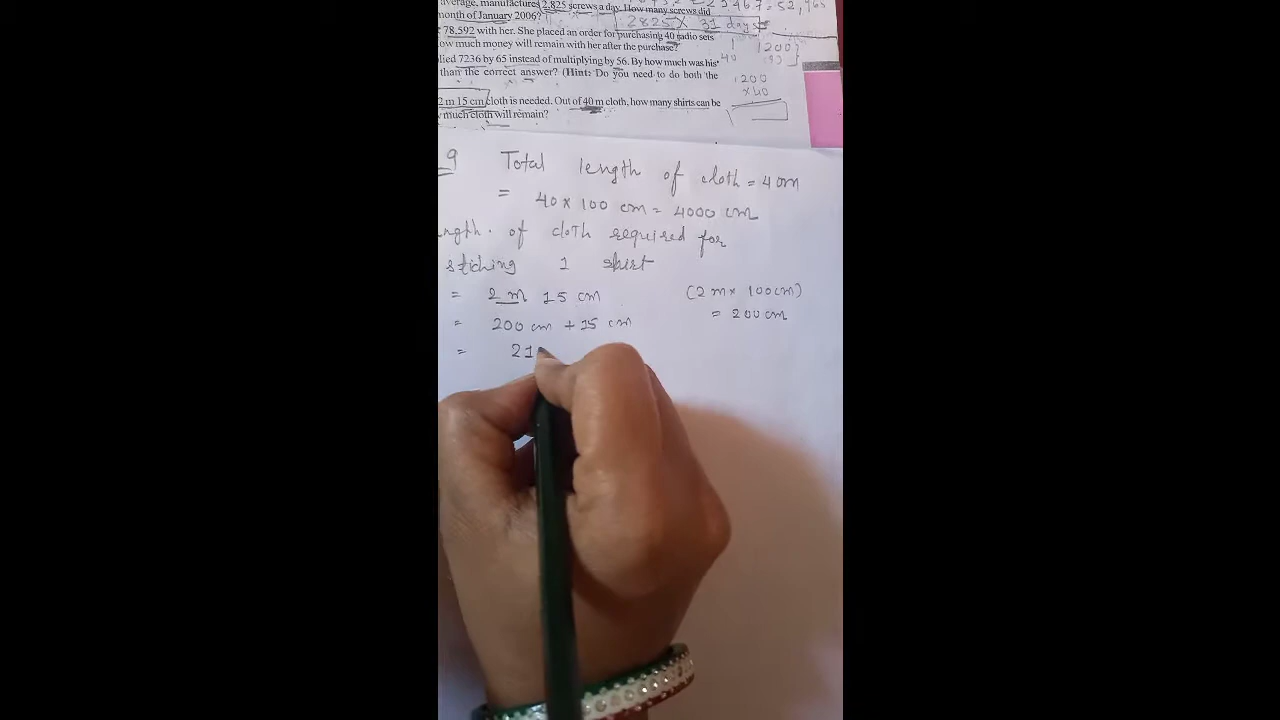 average, manufactures 2,825 screws a day. How many screws did
month of January 2006?
2825 × 31 days
78,592 with her. She placed an order for purchasing 40 radio sets
ow much money will remain with her after the purchase?
1200
40
lied 7236 by 65 instead of multiplying by 56. By how much was his
than the correct answer? (Hint: Do you need to do both the
1200
×40
2 m 15 cm cloth is needed. Out of 40 m cloth, how many shirts can be
much cloth will remain?
9 Total length of cloth = 40m
= 40 × 100 cm = 4000 cm
ength. of cloth required for
stiching 1 shirt
= 2 m 15 cm (2 m × 100cm)
= 200 cm + 15 cm = 200 cm
= 21